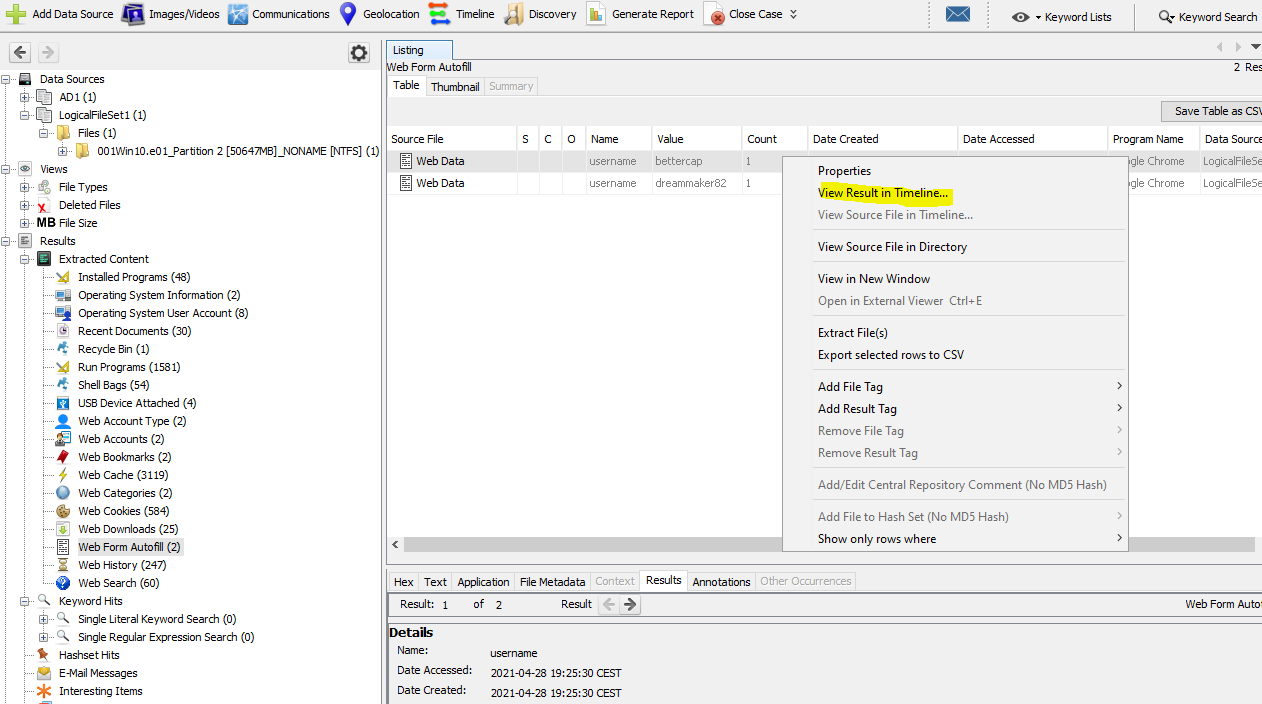 Add Data Source Images/Videos Communications Geolocation Timeline Discovery Generate Report Close Case Keyword Lists Keyword Search
Listing
Web Form Autofill 2
Table Thumbnail Summary
Save Table as CSV
Source File S C O Name Value Count Date Created Date Accessed Program Name Data Source
Web Data username bettercap 1 Chrome LogicalFileSe
Web Data username dreammaker82 1 Chrome LogicalFileSe
Data Sources
AD1 (1)
LogicalFileSet1 (1)
Files (1)
001Win10.e01_Partition 2 [50647MB]_NONAME [NTFS] (1)
Views
File Types
Deleted Files
MB File Size
Results
Extracted Content
Installed Programs (48)
Operating System Information (2)
Operating System User Account (8)
Recent Documents (30)
Recycle Bin (1)
Run Programs (1581)
Shell Bags (54)
USB Device Attached (4)
Web Account Type (2)
Web Accounts (2)
Web Bookmarks (2)
Web Cache (3119)
Web Categories (2)
Web Cookies (584)
Web Downloads (25)
Web Form Autofill (2)
Web History (247)
Web Search (60)
Keyword Hits
Single Literal Keyword Search (0)
Single Regular Expression Search (0)
Hashset Hits
E-Mail Messages
Interesting Items
Properties
View Result in Timeline...
View Source File in Timeline...
View Source File in Directory
View in New Window
Open in External Viewer Ctrl+E
Extract File(s)
Export selected rows to CSV
Add File Tag
Add Result Tag
Remove File Tag
Remove Result Tag
Add/Edit Central Repository Comment (No MD5 Hash)
Add File to Hash Set (No MD5 Hash)
Show only rows where
Hex Text Application File Metadata Context Results Annotations Other Occurrences
Result: 1 of 2 Result Web Form Autof
Details
Name: username
Date Accessed: 2021-04-28 19:25:30 CEST
Date Created: 2021-04-28 19:25:30 CEST